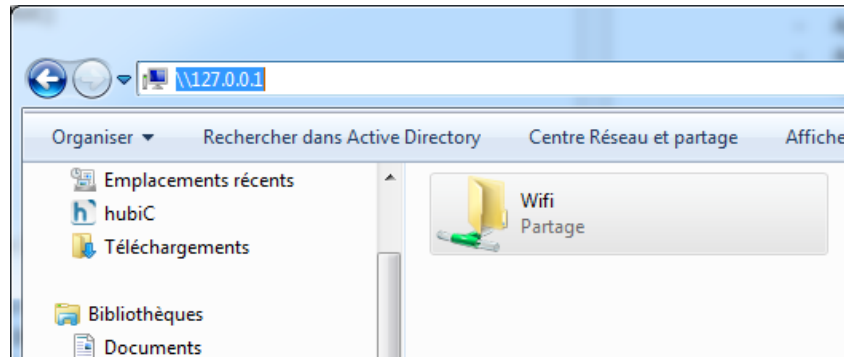 \\127.0.0.1
Organiser Rechercher dans Active Directory Centre Réseau et partage Affiche
Emplacements récents
hubiC
Téléchargements
Bibliothèques
Documents
Wifi
Partage